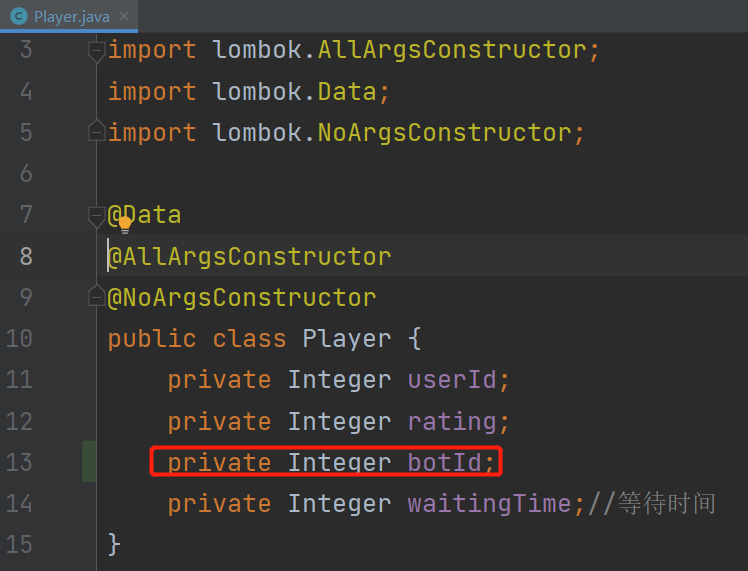 Player.java
3 import lombok.AllArgsConstructor;
4 import lombok.Data;
5 import lombok.NoArgsConstructor;
6
7 @Data
8 @AllArgsConstructor
9 @NoArgsConstructor
10 public class Player {
11 private Integer userId;
12 private Integer rating;
13 private Integer botId;
14 private Integer waitingTime;//等待时间
15 }